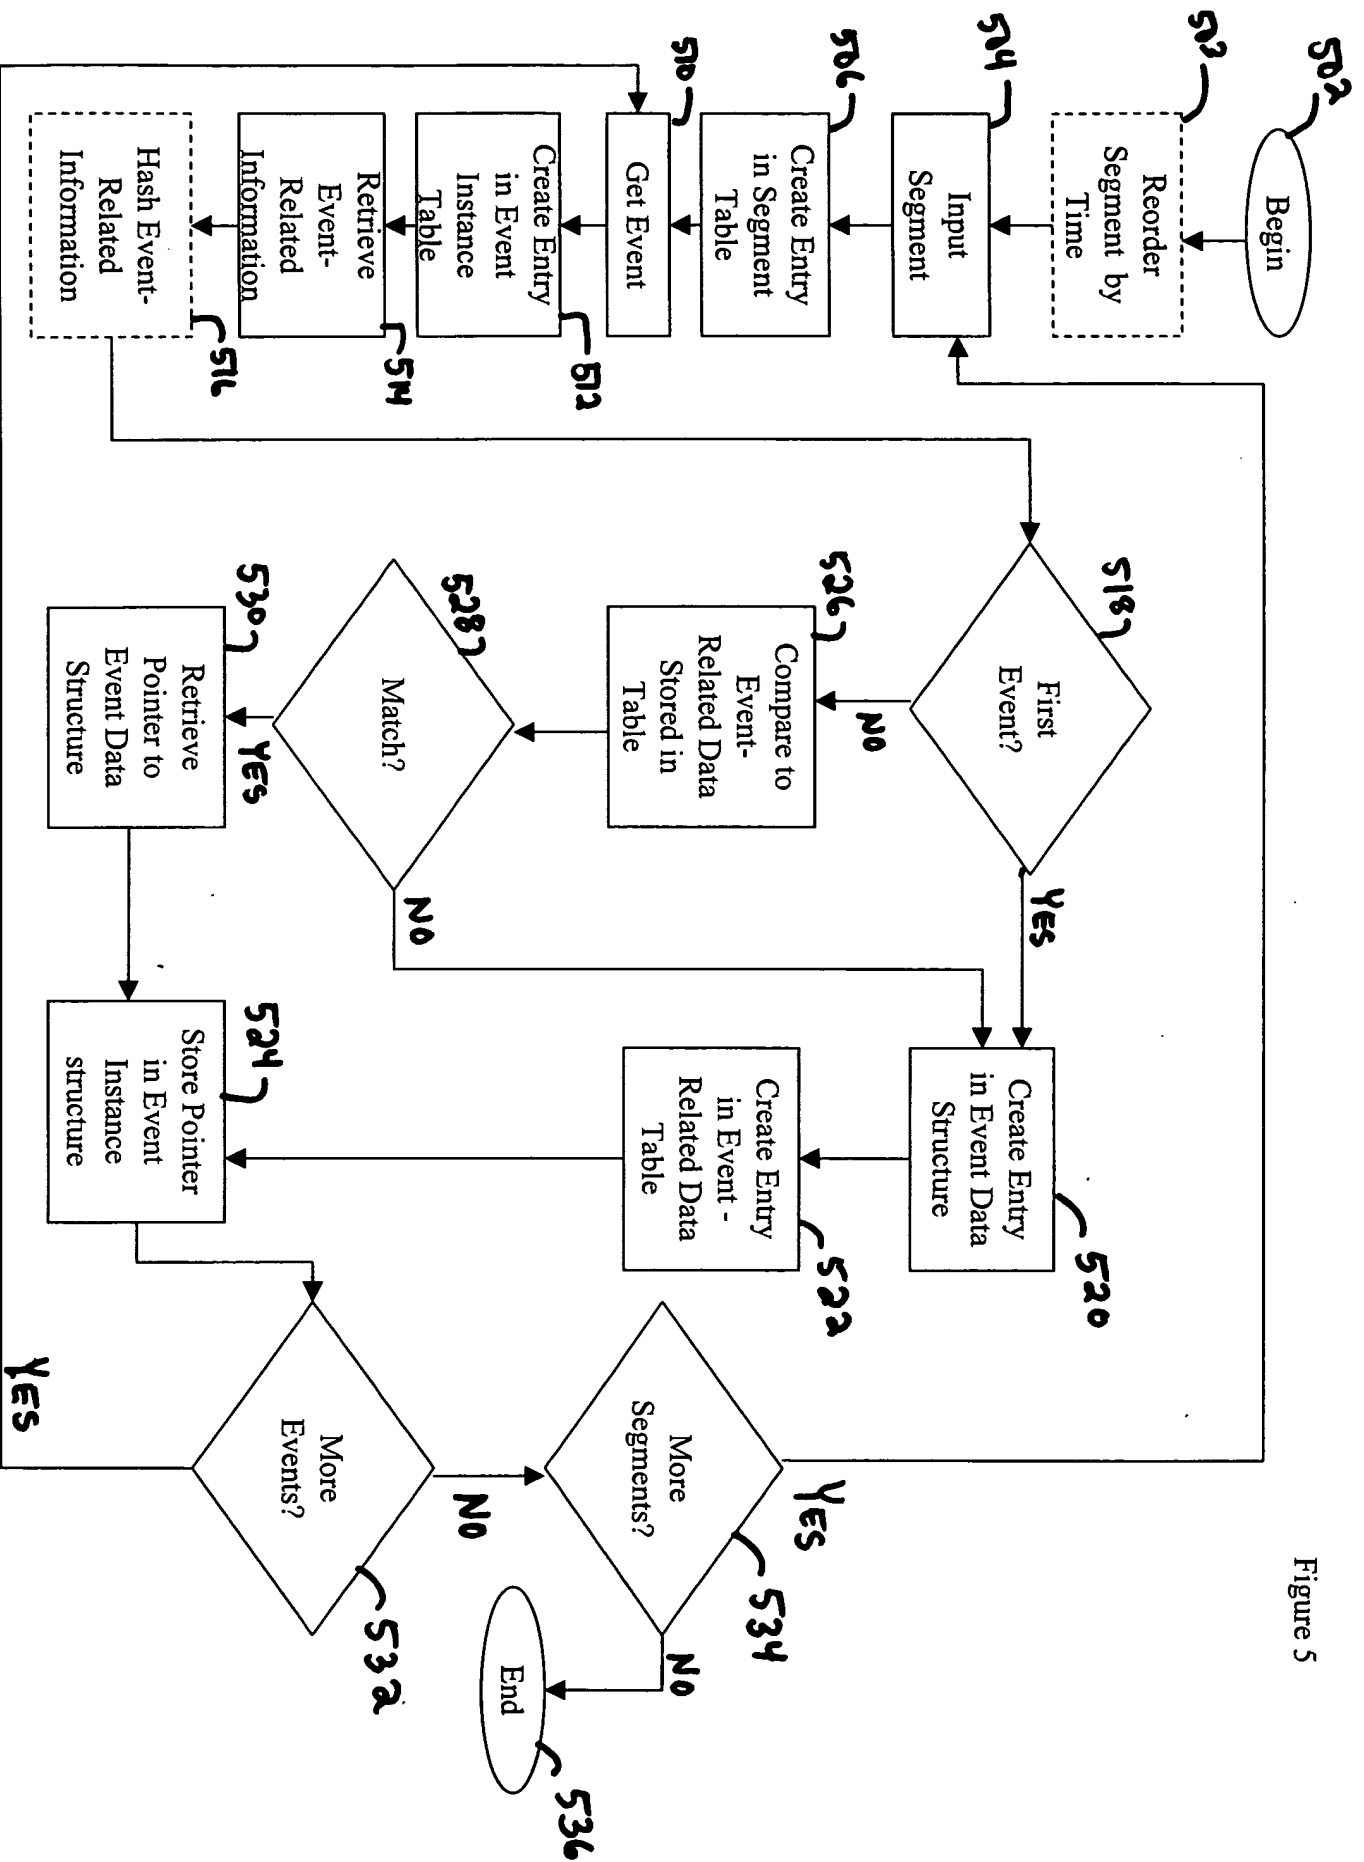 Figure 5
502
Begin
503
Reorder
Segment by
Time
504
Input
Segment
506
Create Entry
in Segment
Table
510
Get Event
512
Create Entry
in Event
Instance
Table
514
Retrieve
Event-
Related
Information
516
Hash Event-
Related
Information
518
First
Event?
NO
YES
526
Compare to
Event-
Related Data
Stored in
Table
528
Match?
YES
NO
530
Retrieve
Pointer to
Event Data
Structure
520
Create Entry
in Event Data
Structure
522
Create Entry
in Event -
Related Data
Table
524
Store Pointer
in Event
Instance
structure
532
More
Events?
YES
NO
534
More
Segments?
YES
NO
End
536